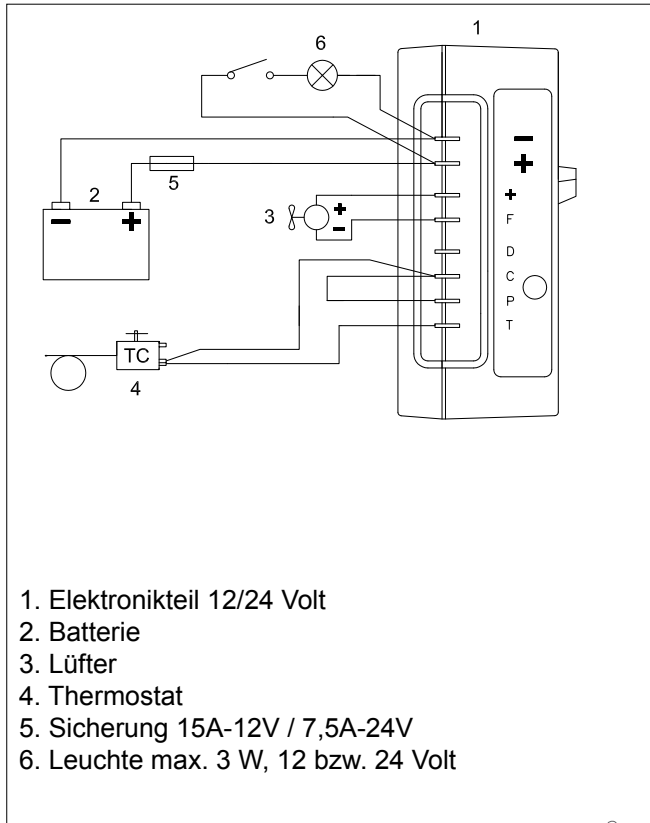 6
1
−
+
+
F
D
C
P
T
2
− +
5
3
+
−
TC
4
1. Elektronikteil 12/24 Volt
2. Batterie
3. Lüfter
4. Thermostat
5. Sicherung 15A-12V / 7,5A-24V
6. Leuchte max. 3 W, 12 bzw. 24 Volt